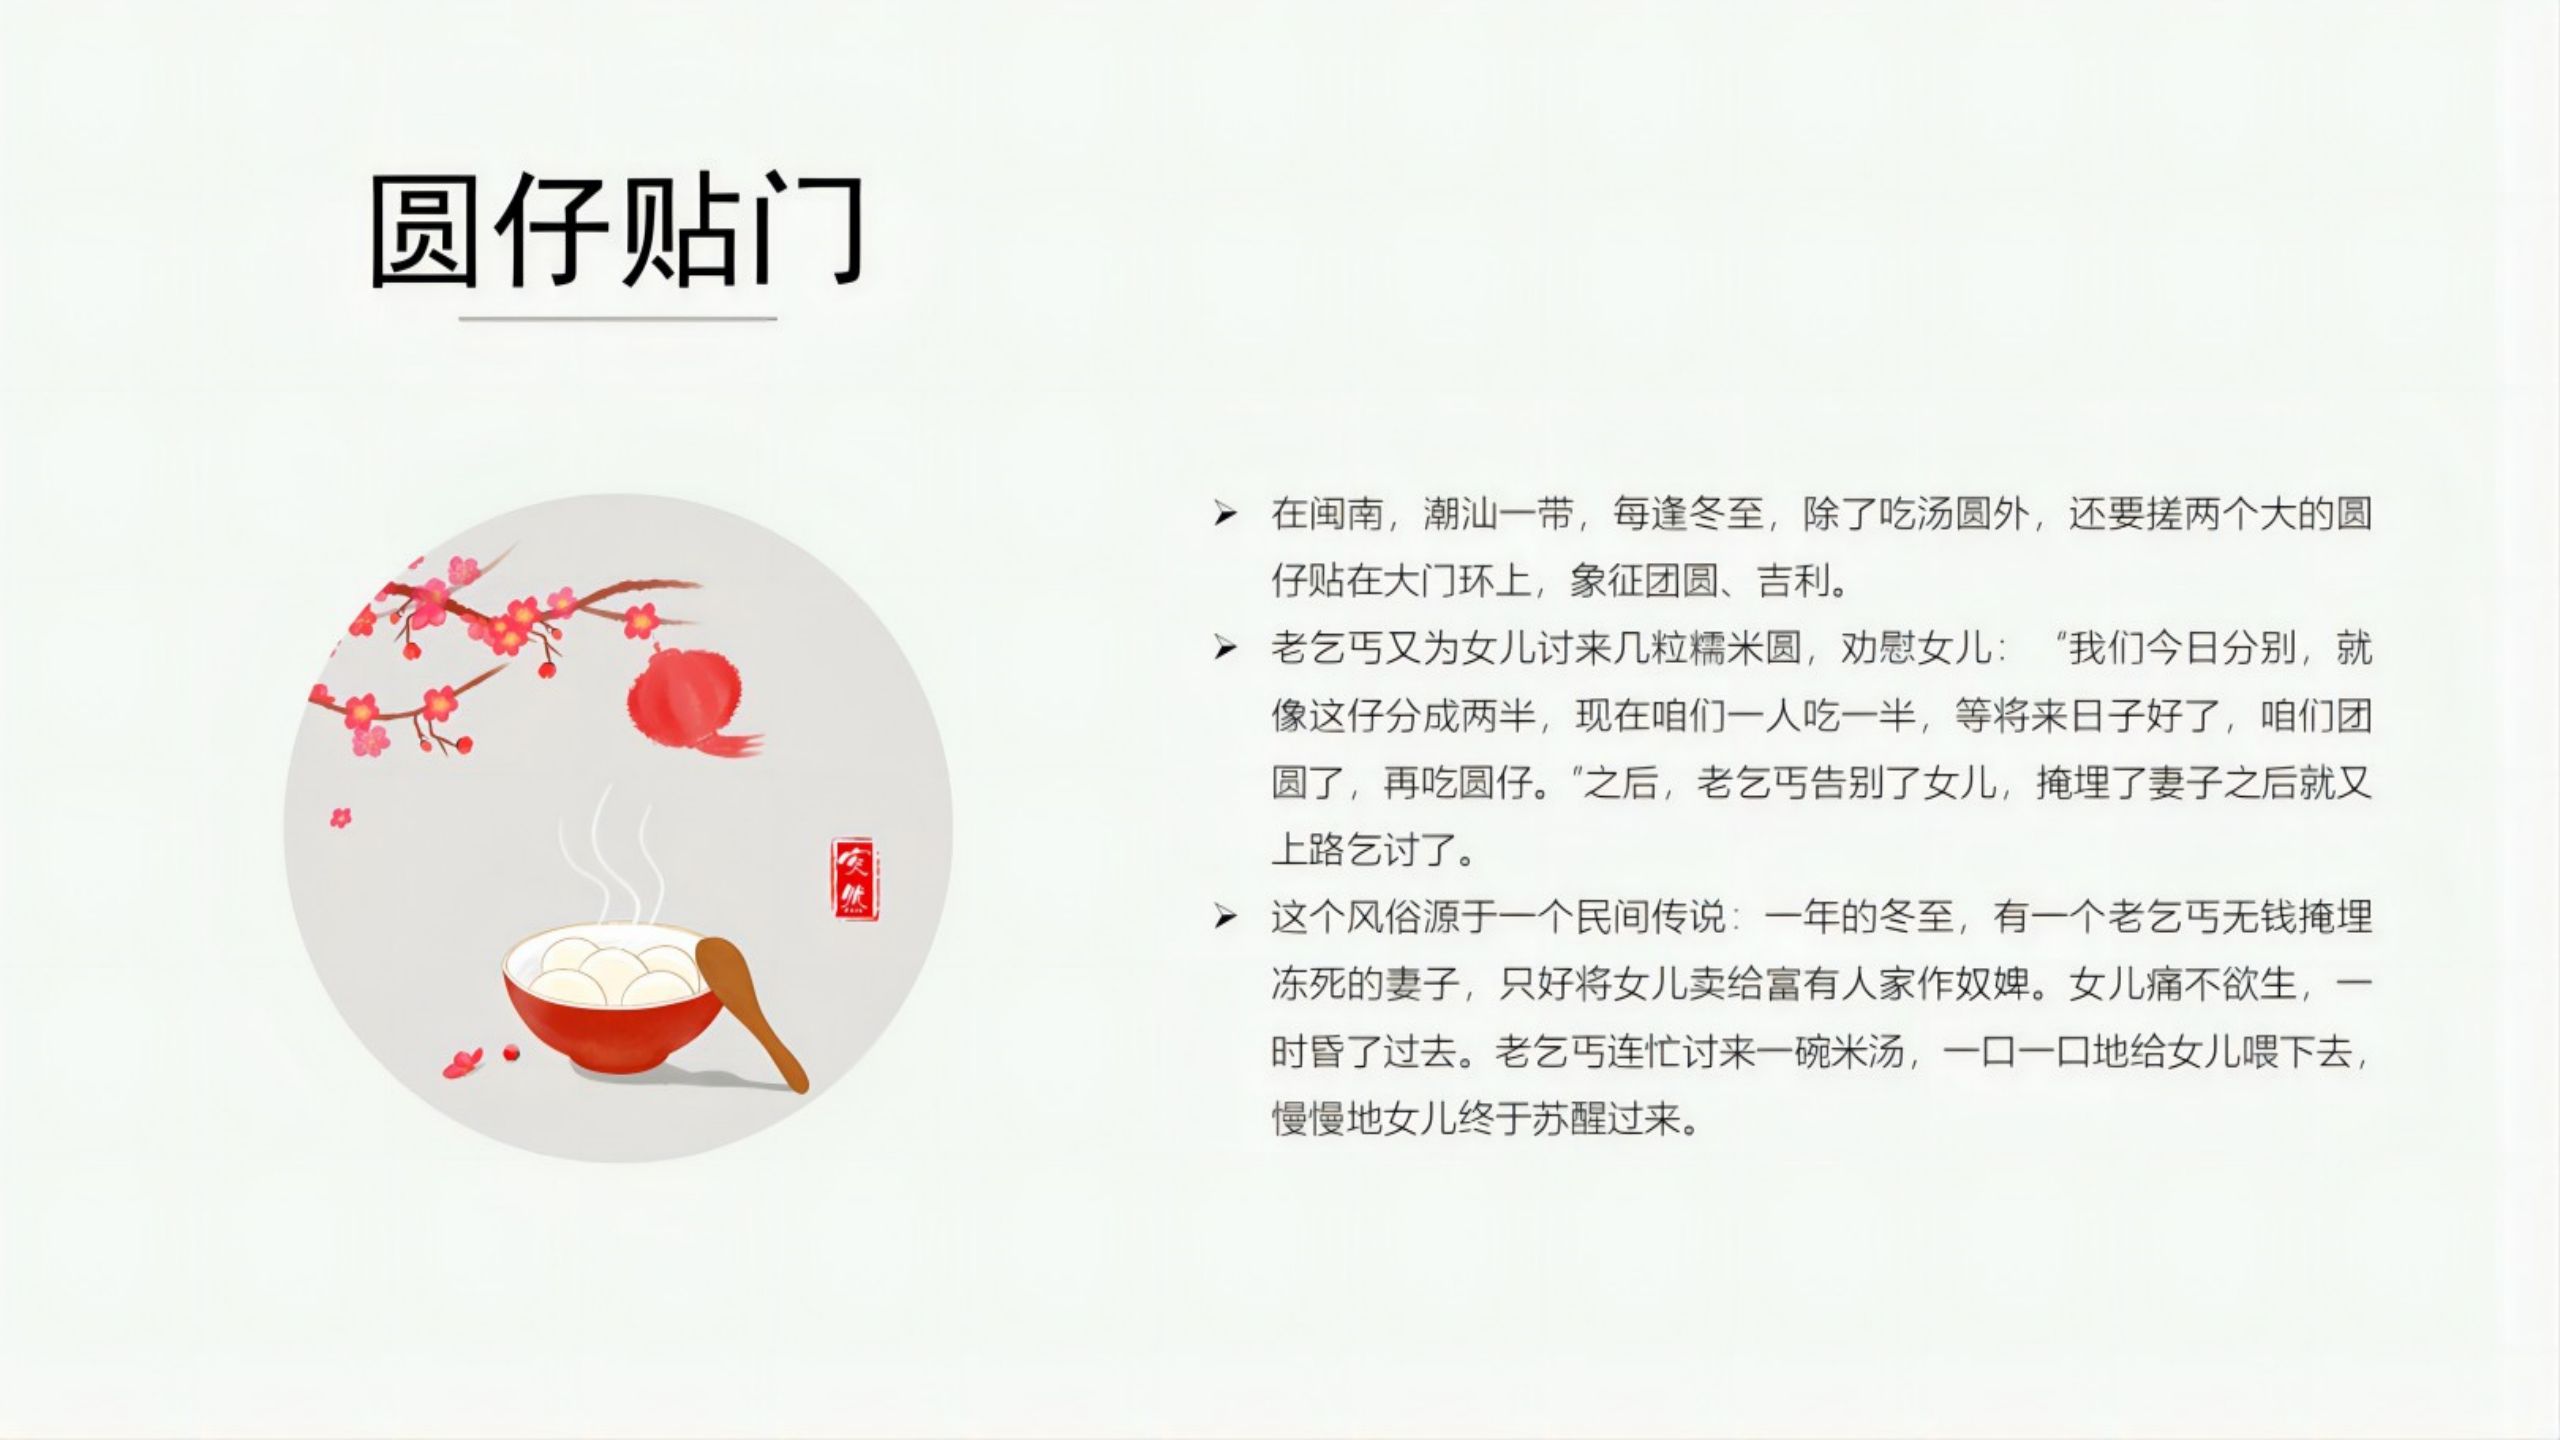 圆仔贴门
在闽南，潮汕一带，每逢冬至，除了吃汤圆外，还要搓两个大的圆
仔贴在大门环上，象征团圆、吉利。
老乞丐又为女儿讨来几粒糯米圆，劝慰女儿：“我们今日分别，就
像这仔分成两半，现在咱们一人吃一半，等将来日子好了，咱们团
圆了，再吃圆仔。”之后，老乞丐告别了女儿，掩埋了妻子之后就又
上路乞讨了。
这个风俗源于一个民间传说：一年的冬至，有一个老乞丐无钱掩埋
冻死的妻子，只好将女儿卖给富有人家作奴婢。女儿痛不欲生，一
时昏了过去。老乞丐连忙讨来一碗米汤，一口一口地给女儿喂下去，
慢慢地女儿终于苏醒过来。